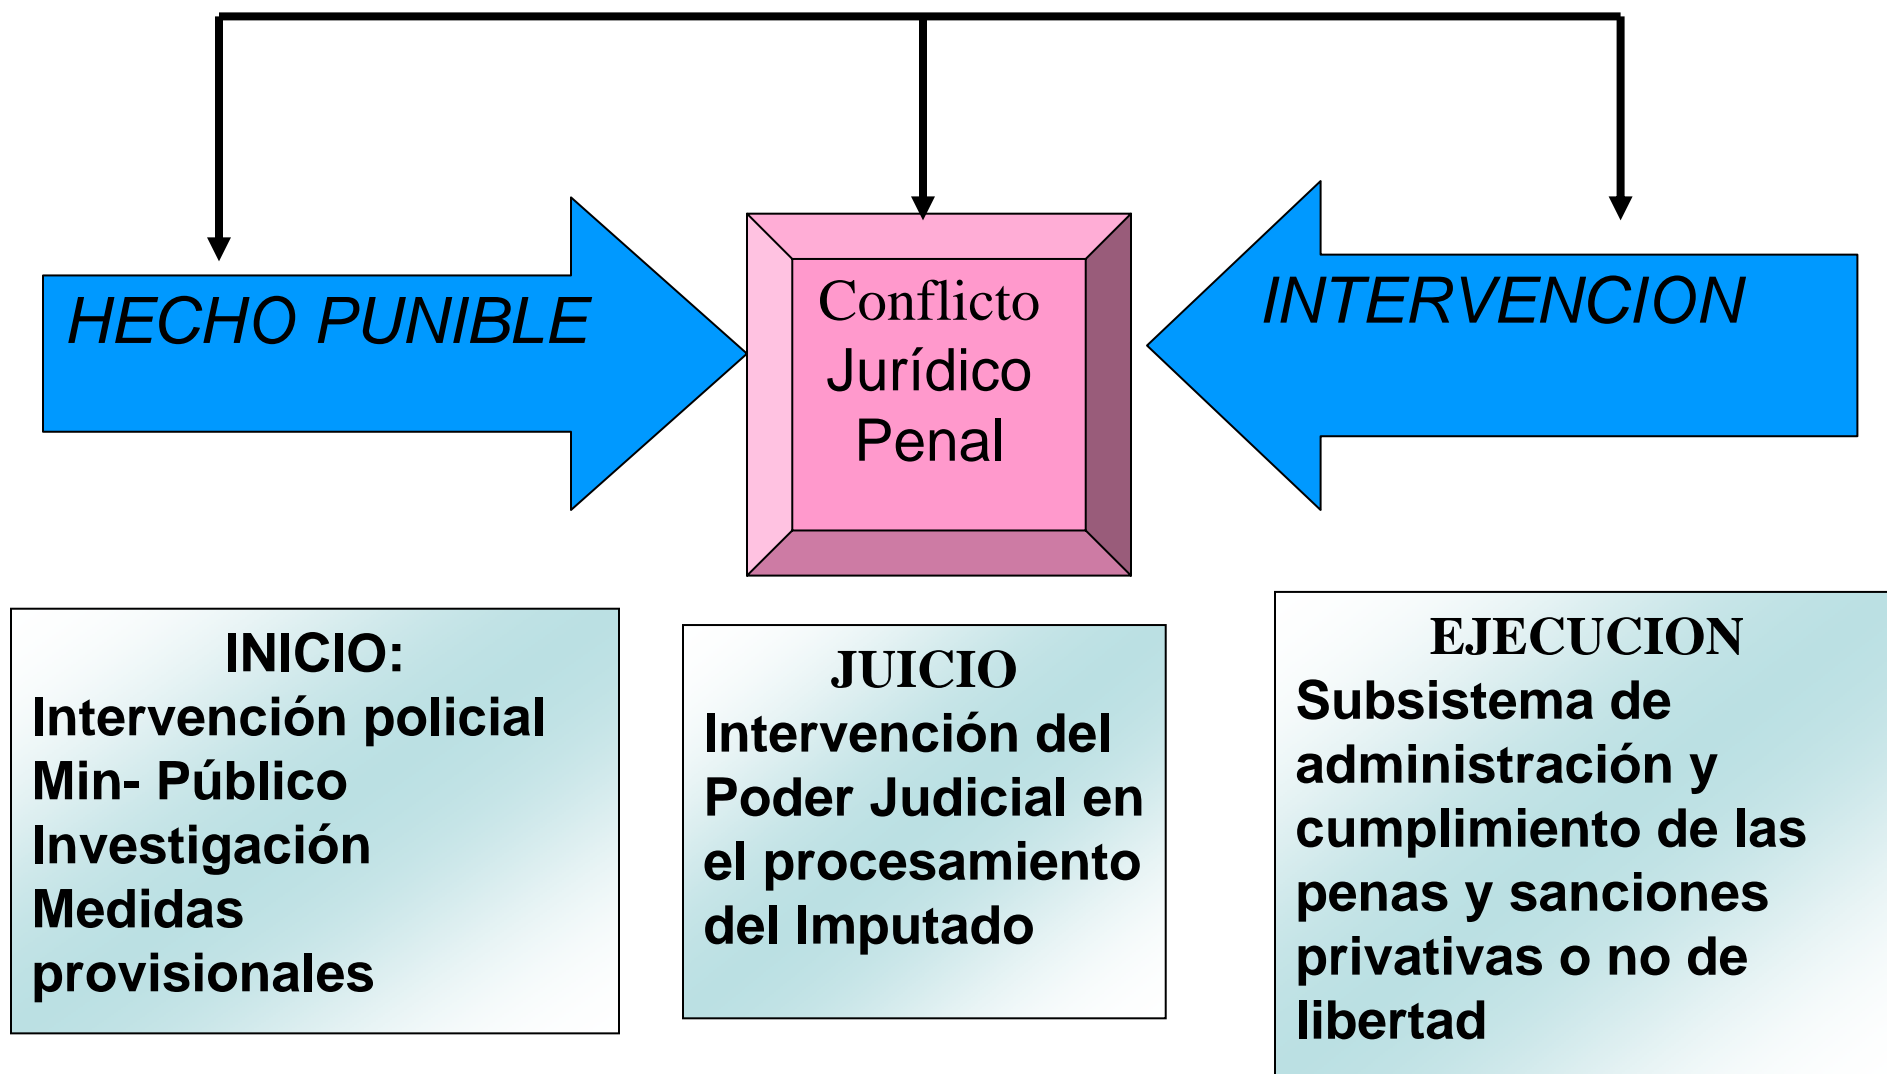 HECHO PUNIBLE
Conflicto
Jurídico
Penal
INTERVENCION
INICIO:
Intervención policial
Min- Público
Investigación
Medidas
provisionales
JUICIO
Intervención del
Poder Judicial en
el procesamiento
del Imputado
EJECUCION
Subsistema de
administración y
cumplimiento de las
penas y sanciones
privativas o no de
libertad